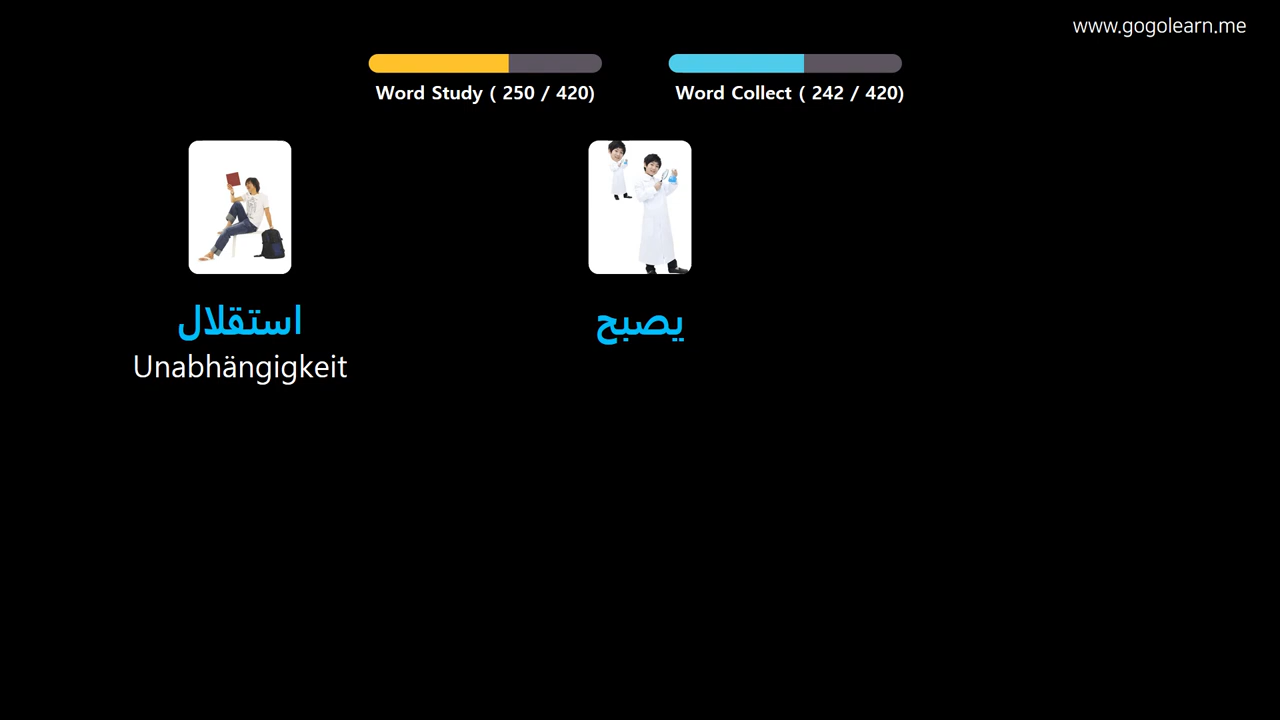 www.gogolearn.me
Word Study ( 250 / 420)
Word Collect ( 242 / 420)
استقلال
Unabhängigkeit
يصبح